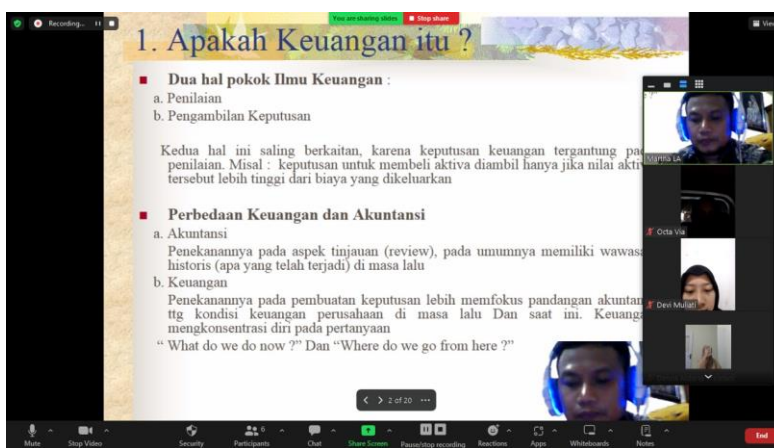 Recording...
You are sharing slides
Stop share
View
1. Apakah Keuangan itu ?
Dua hal pokok Ilmu Keuangan :
a. Penilaian
b. Pengambilan Keputusan
Kedua hal ini saling berkaitan, karena keputusan keuangan tergantung pada
penilaian. Misal : keputusan untuk membeli aktiva diambil hanya jika nilai aktiv
tersebut lebih tinggi dari biaya yang dikeluarkan
Perbedaan Keuangan dan Akuntansi
a. Akuntansi
Penekanannya pada aspek tinjauan (review), pada umumnya memiliki wawas
historis (apa yang telah terjadi) di masa lalu
b. Keuangan
Penekanannya pada pembuatan keputusan lebih memfokus pandangan akuntan
ttg kondisi keuangan perusahaan di masa lalu Dan saat ini. Keuanga
mengkonsentrasi diri pada pertanyaan
“ What do we do now ?” Dan “Where do we go from here ?”
Octa Via
Devi Muliati
2 of 20
Mute
Stop Video
Security
6
Participants
Chat
Share Screen
Pause/stop recording
Reactions
Apps
Whiteboards
Notes
End